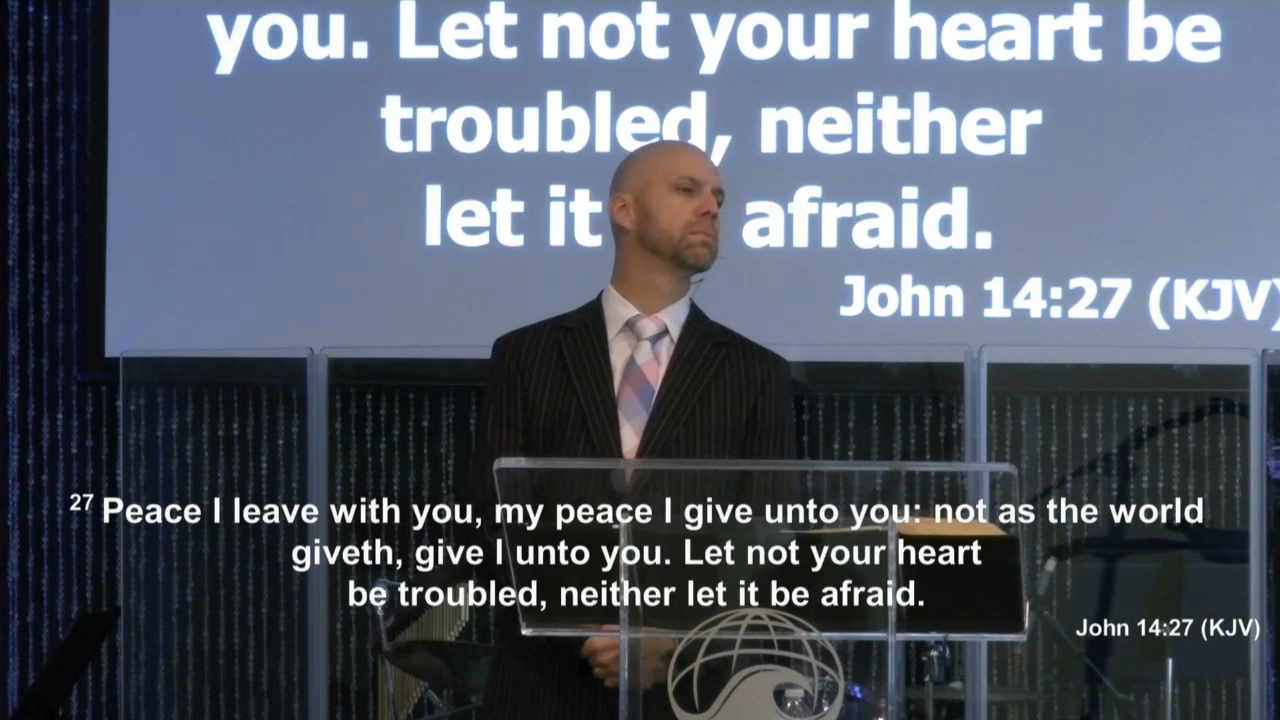 you. Let not your heart be
troubled, neither
let it afraid.
John 14:27 (KJV)
27 Peace I leave with you, my peace I give unto you: not as the world
giveth, give I unto you. Let not your heart
be troubled, neither let it be afraid.
John 14:27 (KJV)